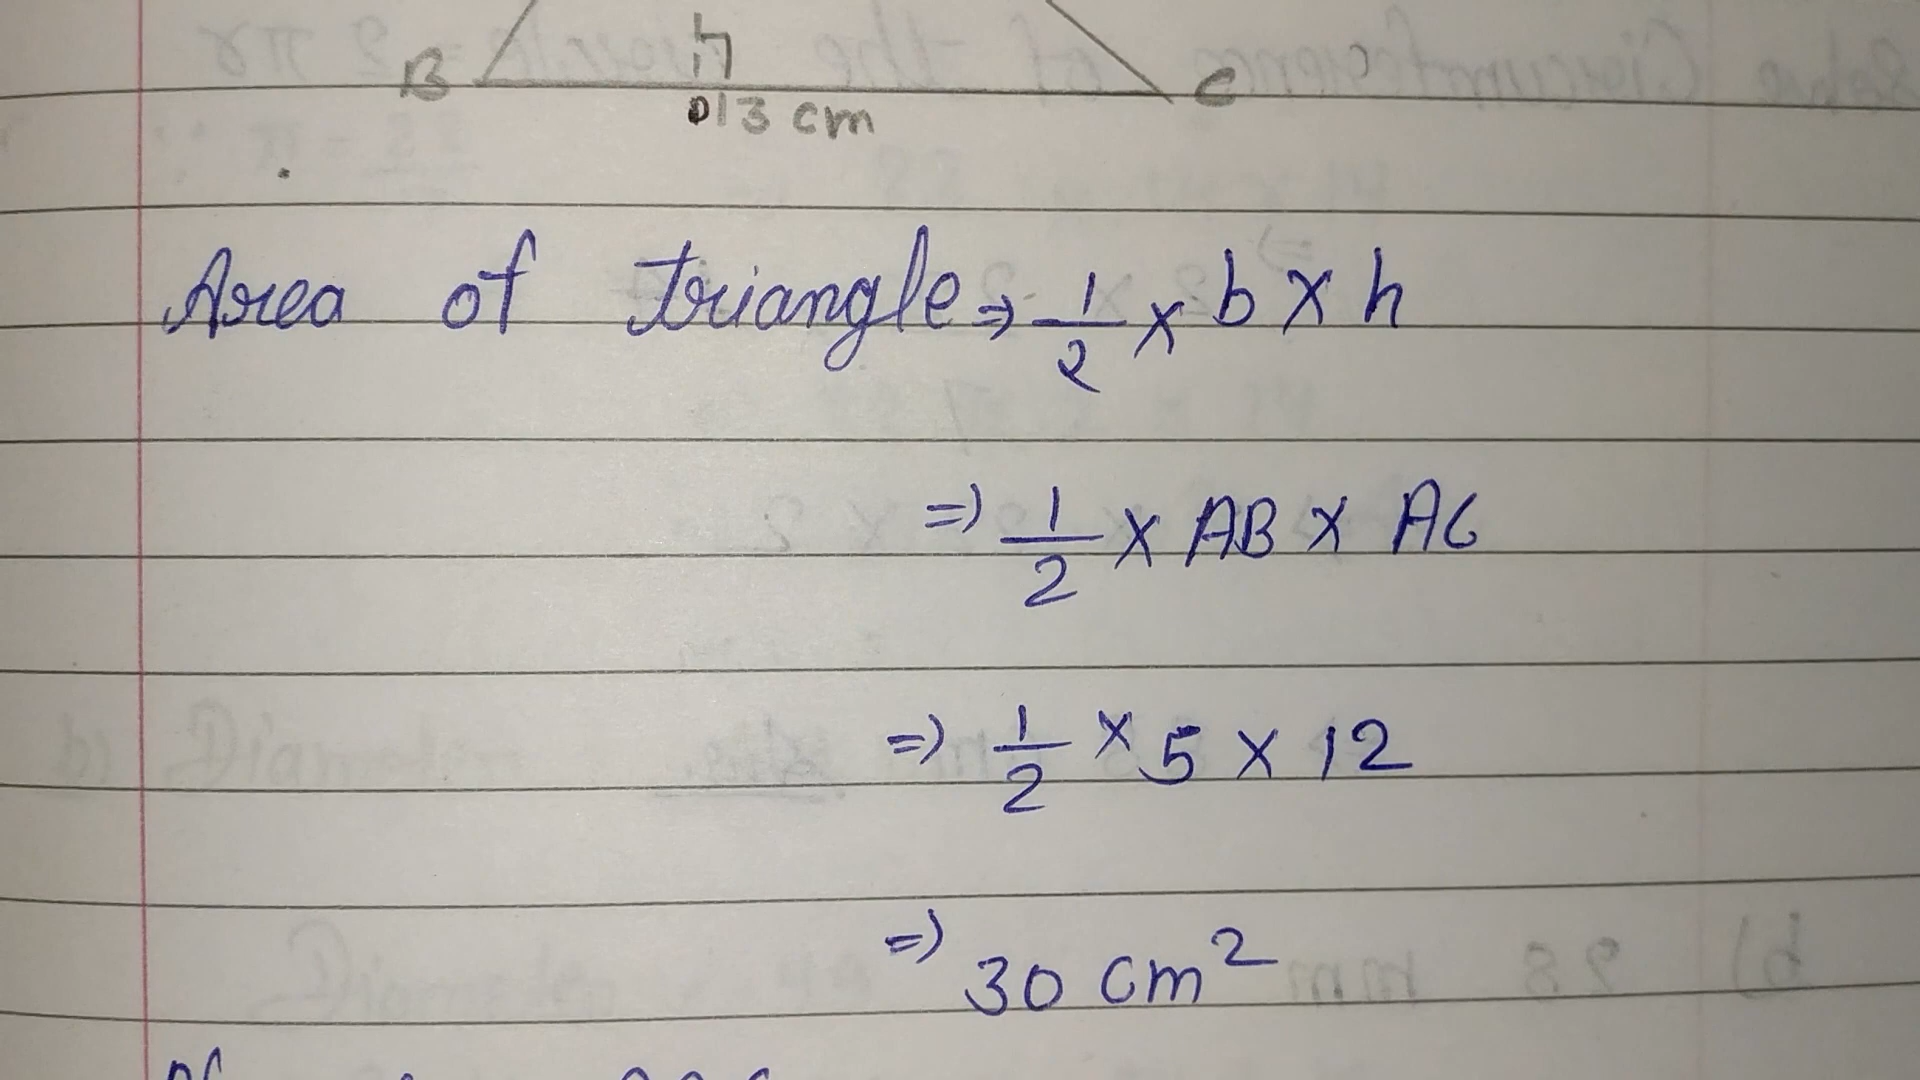 B C
D 13 cm
Area of triangle ⇒ 1/2 × b × h
⇒ 1/2 × AB × AC
⇒ 1/2 × 5 × 12
⇒ 30 cm²